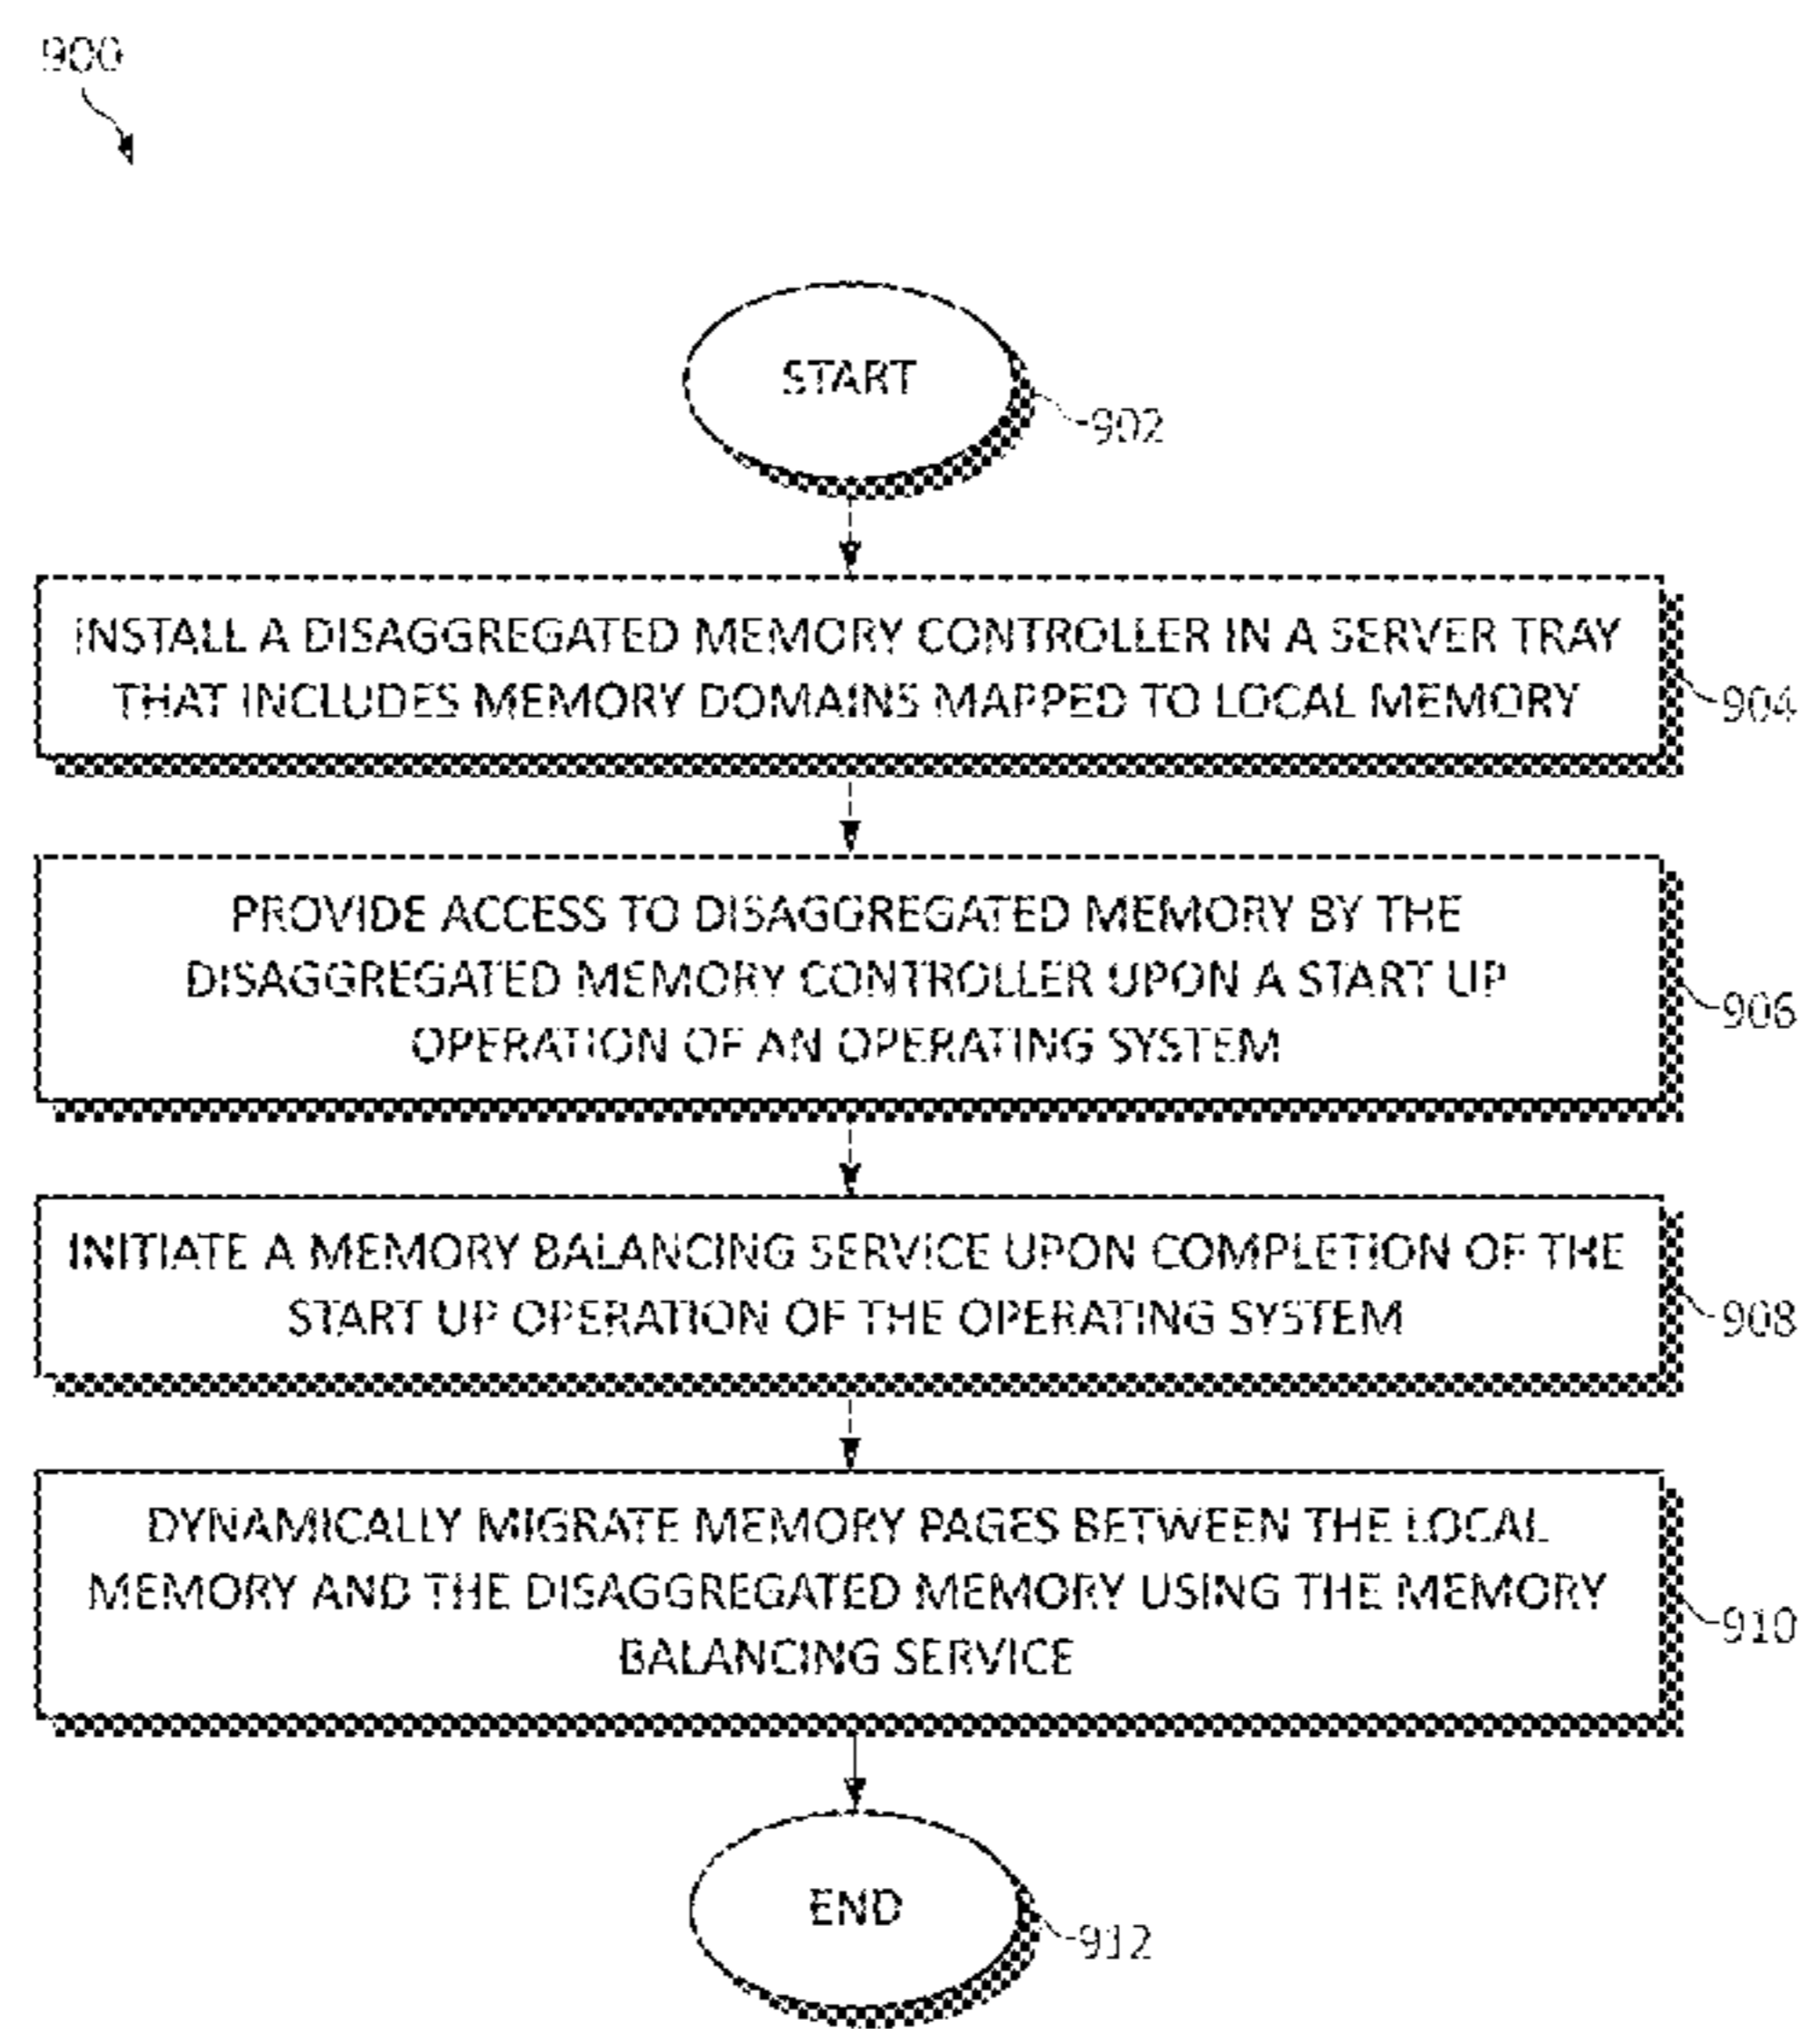 900
START
902
INSTALL A DISAGGREGATED MEMORY CONTROLLER IN A SERVER TRAY
THAT INCLUDES MEMORY DOMAINS MAPPED TO LOCAL MEMORY
904
PROVIDE ACCESS TO DISAGGREGATED MEMORY BY THE
DISAGGREGATED MEMORY CONTROLLER UPON A START UP
OPERATION OF AN OPERATING SYSTEM
906
INITIATE A MEMORY BALANCING SERVICE UPON COMPLETION OF THE
START UP OPERATION OF THE OPERATING SYSTEM
908
DYNAMICALLY MIGRATE MEMORY PAGES BETWEEN THE LOCAL
MEMORY AND THE DISAGGREGATED MEMORY USING THE MEMORY
BALANCING SERVICE
910
END
912